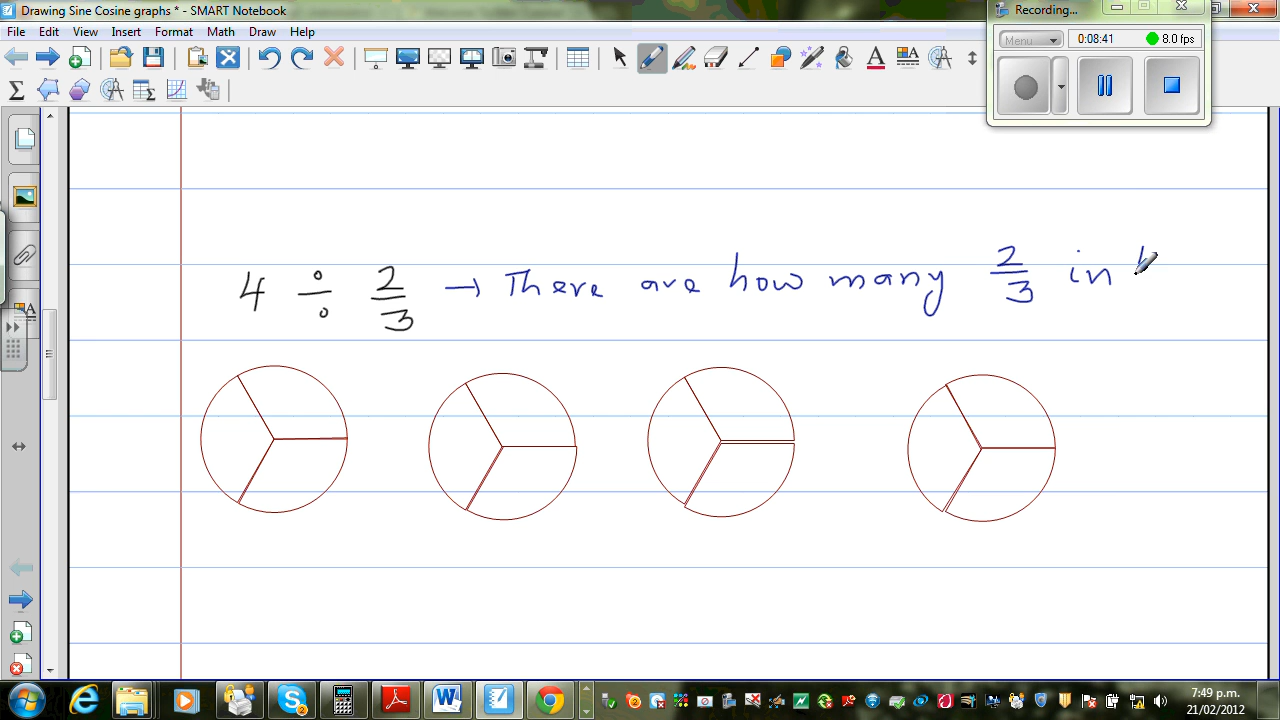 Drawing Sine Cosine graphs * - SMART Notebook
Recording...
File Edit View Insert Format Math Draw Help
Menu 0:08:41 8.0 fps
4 ÷ 2/3 → There are how many 2/3 in
7:49 p.m.
21/02/2012